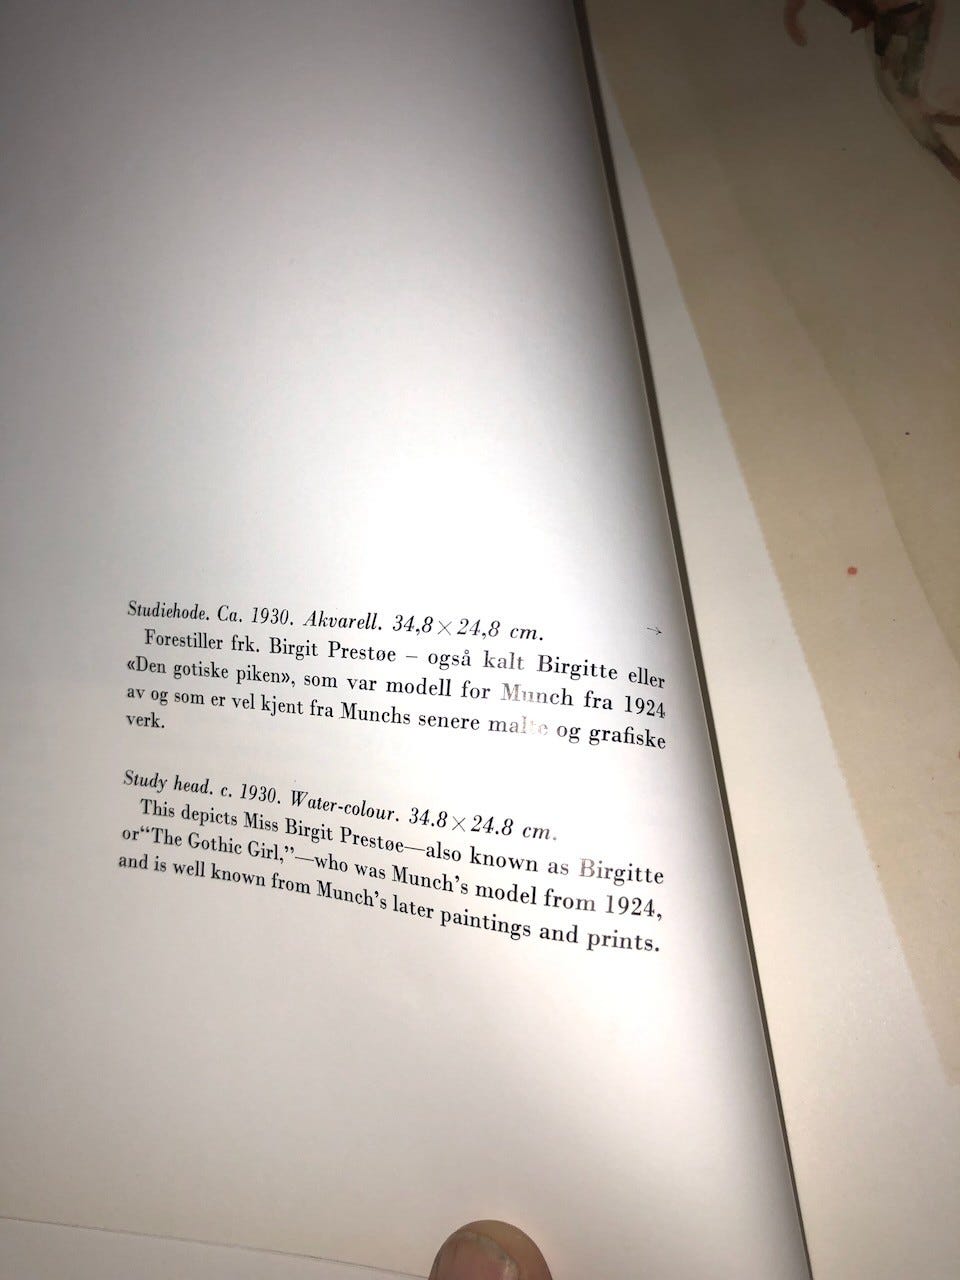 Studiehode. Ca. 1930. Akvarell. 34,8 × 24,8 cm. →
Forestiller frk. Birgit Prestøe – også kalt Birgitte eller
«Den gotiske piken», som var modell for Munch fra 1924
av og som er vel kjent fra Munchs senere malte og grafiske
verk.
Study head. c. 1930. Water-colour. 34.8 × 24.8 cm.
This depicts Miss Birgit Prestøe—also known as Birgitte
or “The Gothic Girl,”—who was Munch’s model from 1924,
and is well known from Munch’s later paintings and prints.